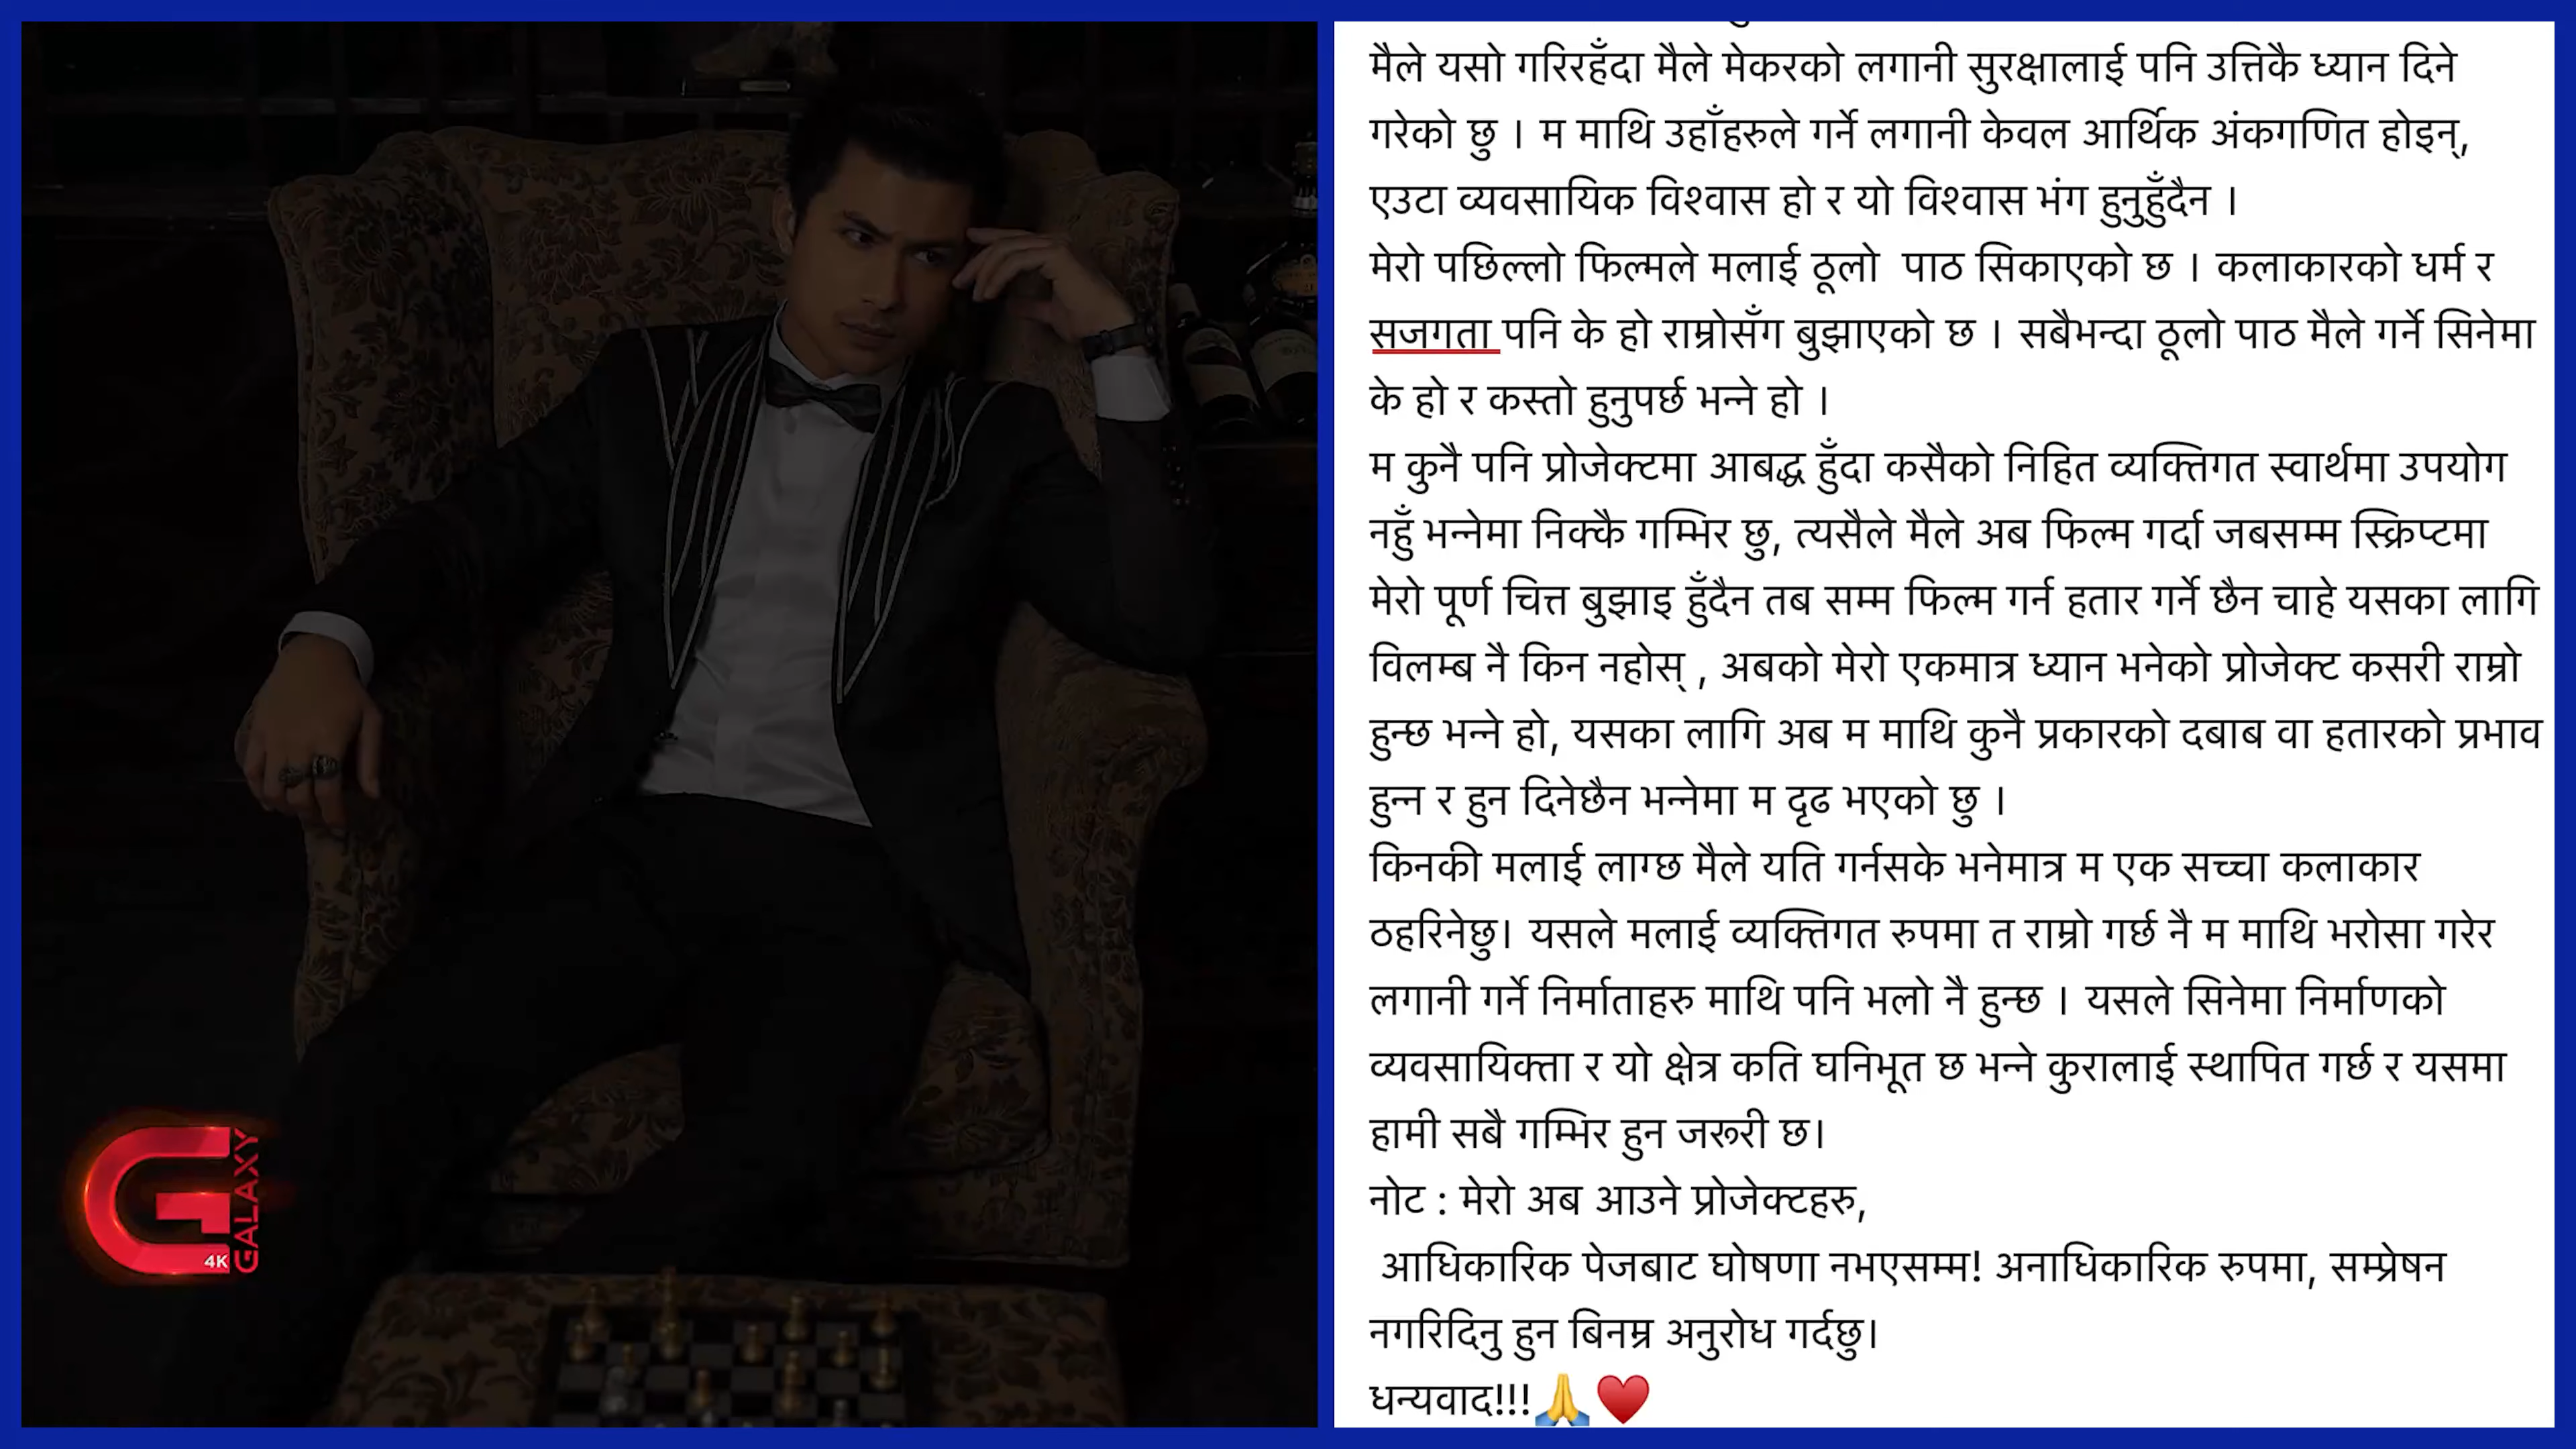 मैले यसो गरिरहँदा मैले मेकरको लगानी सुरक्षालाई पनि उत्तिकै ध्यान दिने
गरेको छु । म माथि उहाँहरुले गर्ने लगानी केवल आर्थिक अंकगणित होइन्,
एउटा व्यवसायिक विश्वास हो र यो विश्वास भंग हुनुहुँदैन ।
मेरो पछिल्लो फिल्मले मलाई ठूलो पाठ सिकाएको छ । कलाकारको धर्म र
सजगता पनि के हो राम्रोसँग बुझाएको छ । सबैभन्दा ठूलो पाठ मैले गर्ने सिनेमा
के हो र कस्तो हुनुपर्छ भन्ने हो ।
म कुनै पनि प्रोजेक्टमा आबद्ध हुँदा कसैको निहित व्यक्तिगत स्वार्थमा उपयोग
नहुँ भन्नेमा निक्कै गम्भिर छु, त्यसैले मैले अब फिल्म गर्दा जबसम्म स्क्रिप्टमा
मेरो पूर्ण चित्त बुझाइ हुँदैन तब सम्म फिल्म गर्न हतार गर्ने छैन चाहे यसका लागि
विलम्ब नै किन नहोस् , अबको मेरो एकमात्र ध्यान भनेको प्रोजेक्ट कसरी राम्रो
हुन्छ भन्ने हो, यसका लागि अब म माथि कुनै प्रकारको दबाब वा हतारको प्रभाव
हुन्न र हुन दिनेछैन भन्नेमा म दृढ भएको छु ।
किनकी मलाई लाग्छ मैले यति गर्नसके भनेमात्र म एक सच्चा कलाकार
ठहरिनेछु। यसले मलाई व्यक्तिगत रुपमा त राम्रो गर्छ नै म माथि भरोसा गरेर
लगानी गर्ने निर्माताहरु माथि पनि भलो नै हुन्छ । यसले सिनेमा निर्माणको
व्यवसायिक्ता र यो क्षेत्र कति घनिभूत छ भन्ने कुरालाई स्थापित गर्छ र यसमा
हामी सबै गम्भिर हुन जरूरी छ।
नोट : मेरो अब आउने प्रोजेक्टहरु,
आधिकारिक पेजबाट घोषणा नभएसम्म! अनाधिकारिक रुपमा, सम्प्रेषन
नगरिदिनु हुन बिनम्र अनुरोध गर्दछु।
धन्यवाद!!!🙏♥️
G
4K
GALAXY